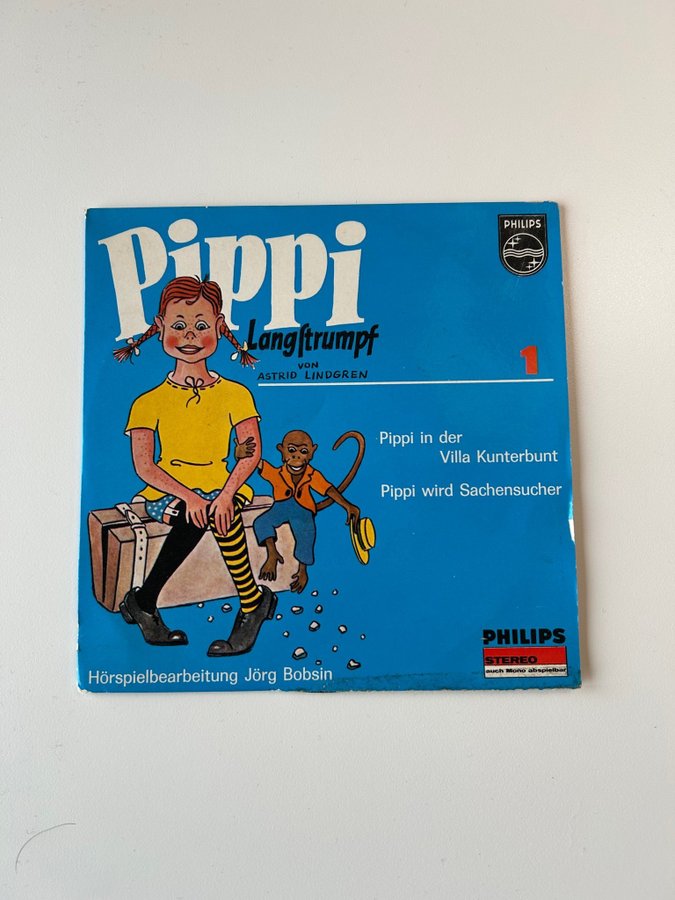 Pippi
Langſtrumpf
von
ASTRID LINDGREN
PHILIPS
1
Pippi in der
Villa Kunterbunt
Pippi wird Sachensucher
Hörspielbearbeitung Jörg Bobsin
PHILIPS
STEREO
auch Mono abspielbar